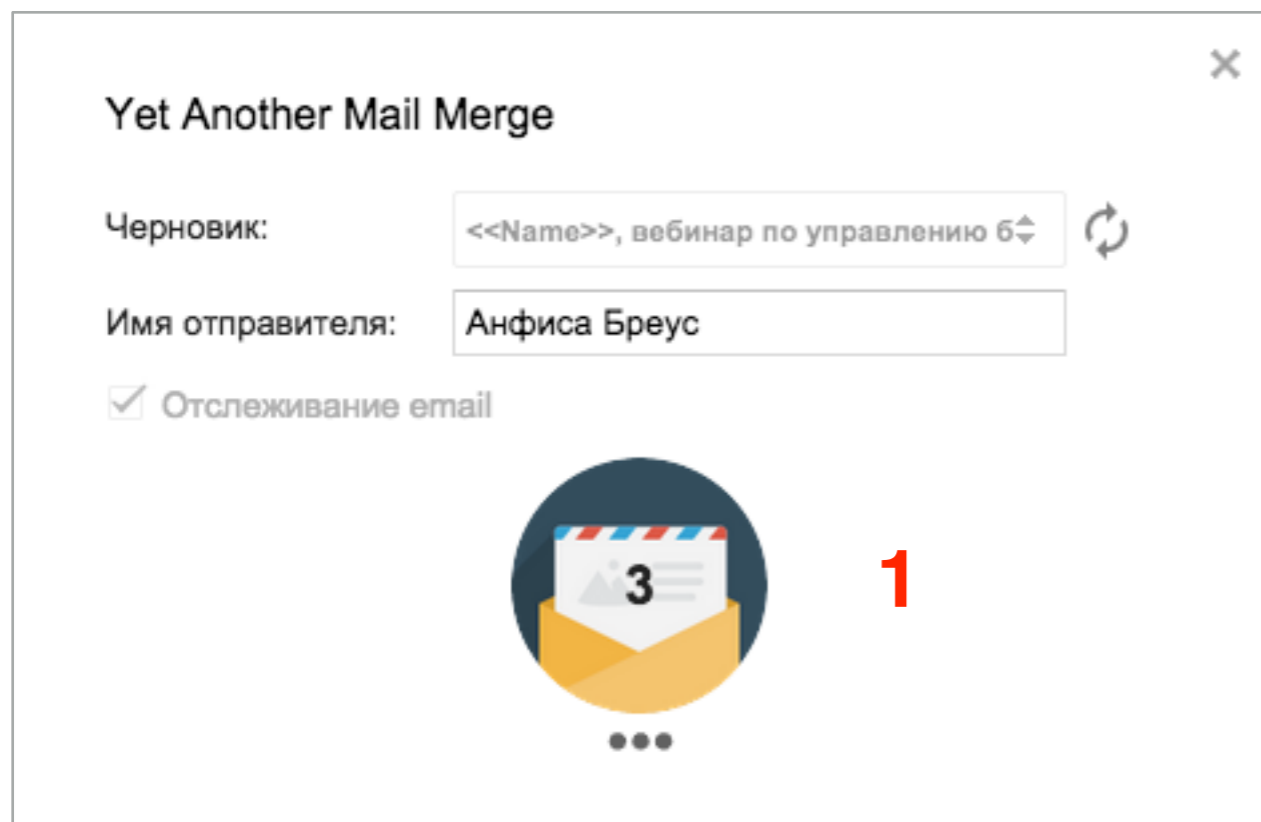 Yet Another Mail Merge
Черновик:
<<Name>>, вебинар по управлению б
Имя отправителя:
Анфиса Бреус
Отслеживание email
3
1